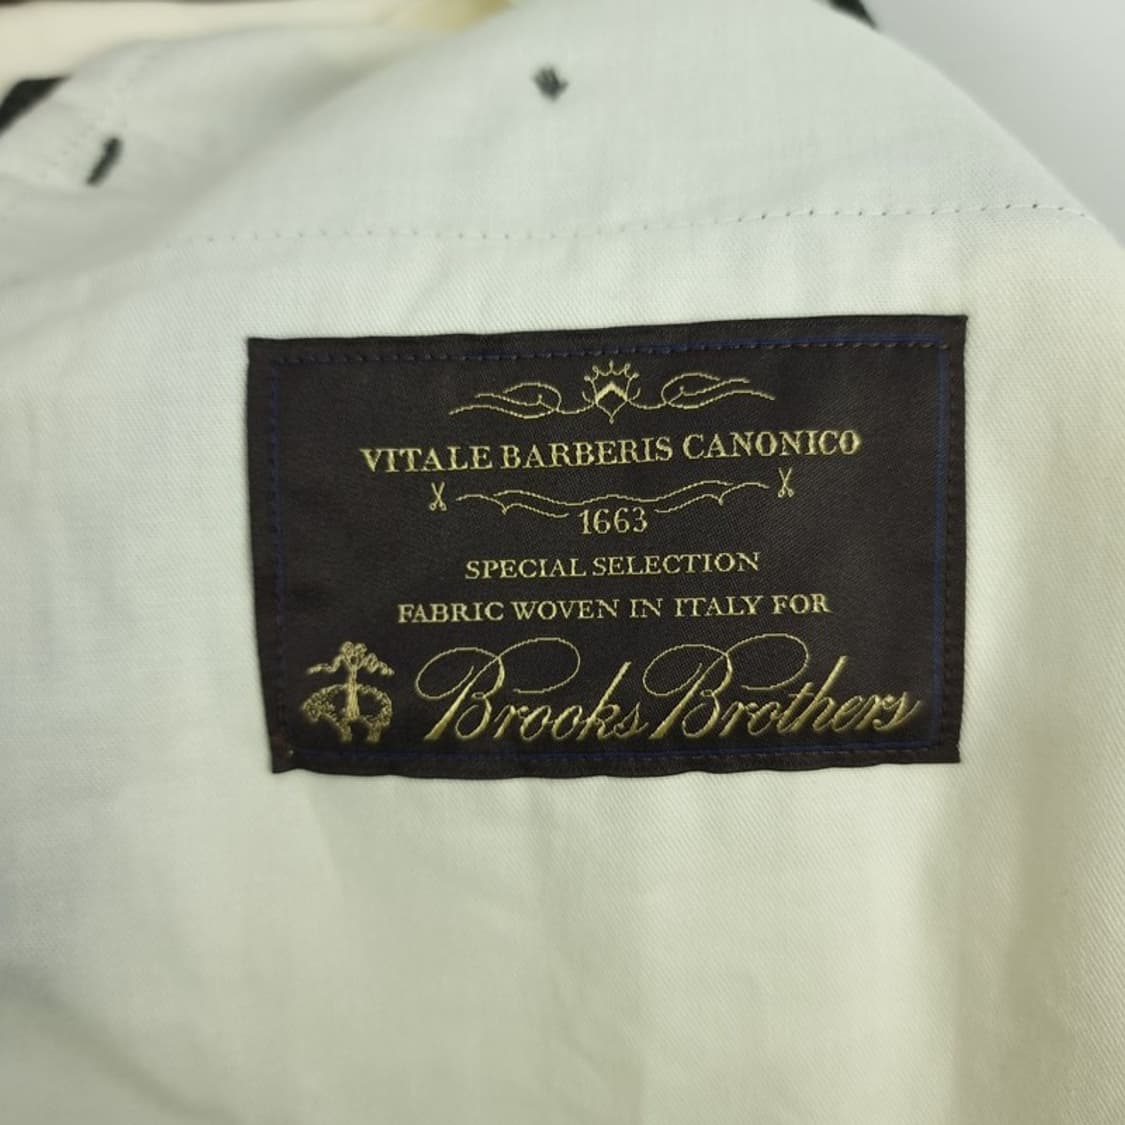 VITALE BARBERIS CANONICO
1663
SPECIAL SELECTION
FABRIC WOVEN IN ITALY FOR
Brooks Brothers